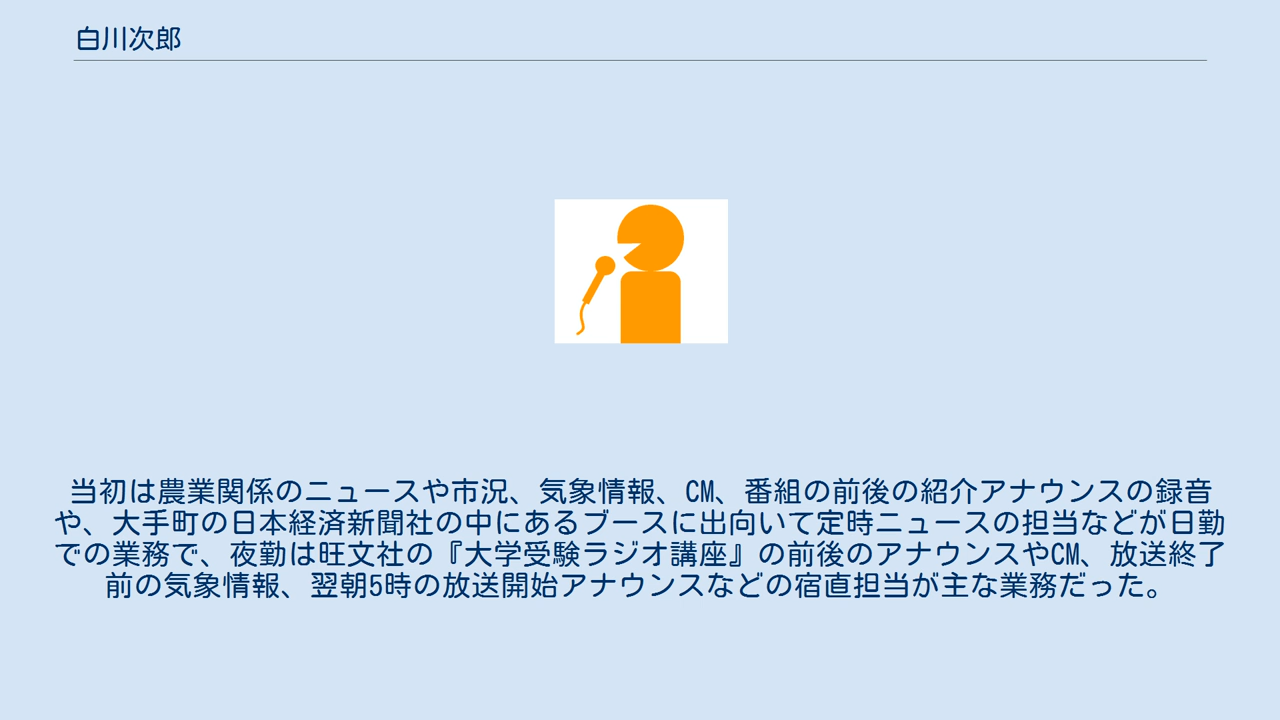 白川次郎
当初は農業関係のニュースや市況、気象情報、CM、番組の前後の紹介アナウンスの録音
や、大手町の日本経済新聞社の中にあるブースに出向いて定時ニュースの担当などが日勤
での業務で、夜勤は旺文社の『大学受験ラジオ講座』の前後のアナウンスやCM、放送終了
前の気象情報、翌朝5時の放送開始アナウンスなどの宿直担当が主な業務だった。